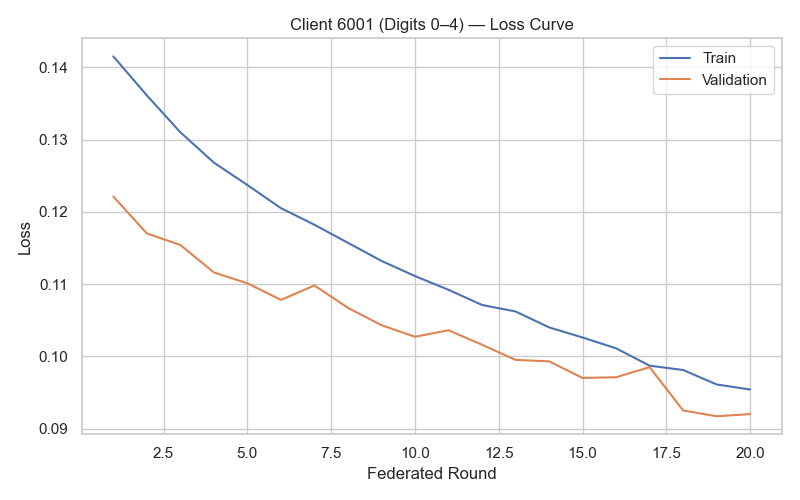 Client 6001 (Digits 0–4) — Loss Curve
Train
Validation
Loss
0.14
0.13
0.12
0.11
0.10
0.09
2.5 5.0 7.5 10.0 12.5 15.0 17.5 20.0
Federated Round